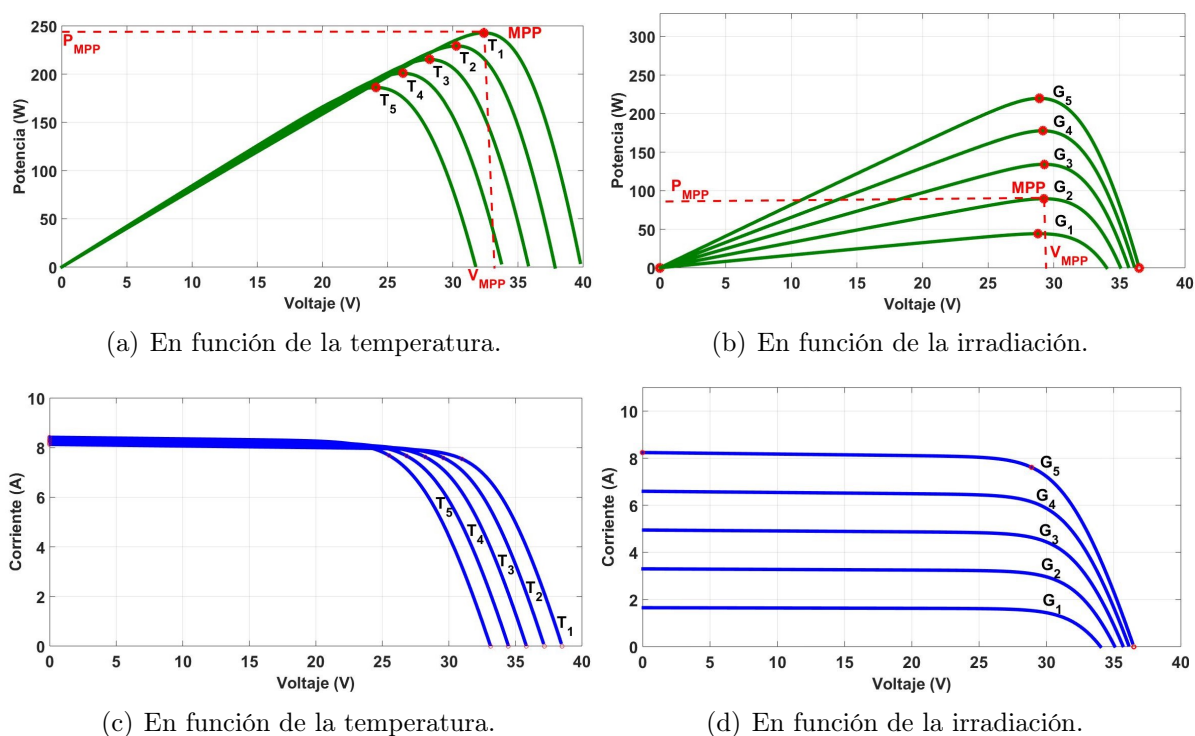 250
200
150
100
50
0
Potencia (W)
P_MPP
MPP
T_1
T_2
T_3
T_4
T_5
V_MPP
0 5 10 15 20 25 30 35 40
Voltaje (V)
(a) En función de la temperatura.
300
250
200
150
100
50
0
Potencia (W)
G_5
G_4
G_3
P_MPP
MPP
G_2
G_1
V_MPP
0 5 10 15 20 25 30 35 40
Voltaje (V)
(b) En función de la irradiación.
10
8
6
4
2
0
Corriente (A)
T_5
T_4
T_3
T_2
T_1
0 5 10 15 20 25 30 35 40
Voltaje (V)
(c) En función de la temperatura.
10
8
6
4
2
0
Corriente (A)
G_5
G_4
G_3
G_2
G_1
0 5 10 15 20 25 30 35 40
Voltaje (V)
(d) En función de la irradiación.